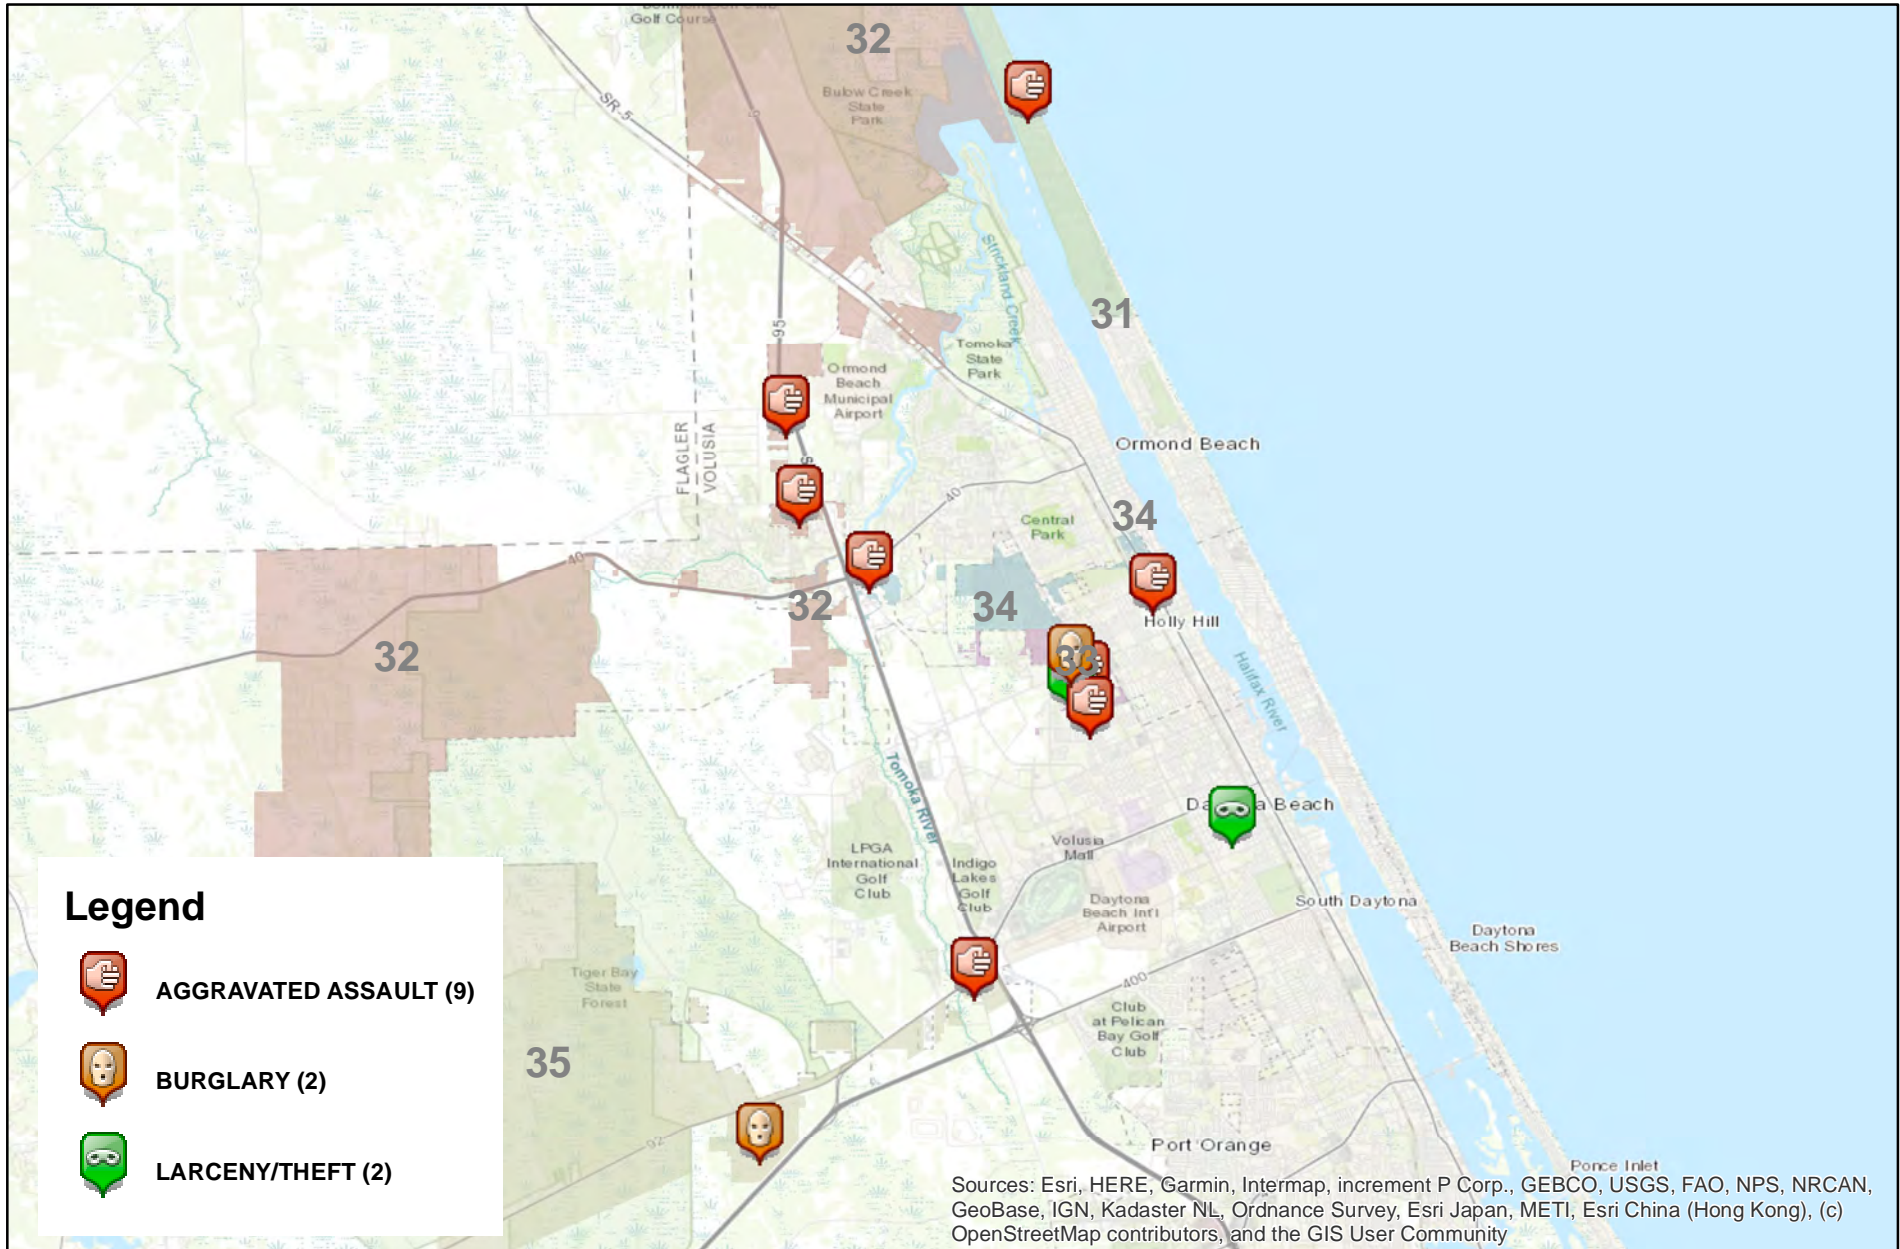 Golf Course
32
Bulow Creek
State
Park
SR-5
Strickland Creek
31
95
Tomoka
State
Park
Ormond
Beach
Municipal
Airport
FLAGLER
VOLUSIA
Ormond Beach
40
Central
Park
34
40
32
34
Holly Hill
32
33
Halifax River
Tomoka River
Beach
Volusia
Mall
LPGA
International
Golf
Club
Indigo
Lakes
Golf
Club
Daytona
Beach Int'l
Airport
South Daytona
Daytona
Beach Shores
Legend
AGGRAVATED ASSAULT (9)
BURGLARY (2)
LARCENY/THEFT (2)
Tiger Bay
State
Forest
400
Club
at Pelican
Bay Golf
Club
35
92
Port Orange
Ponce Inlet
Sources: Esri, HERE, Garmin, Intermap, increment P Corp., GEBCO, USGS, FAO, NPS, NRCAN,
GeoBase, IGN, Kadaster NL, Ordnance Survey, Esri Japan, METI, Esri China (Hong Kong), (c)
OpenStreetMap contributors, and the GIS User Community